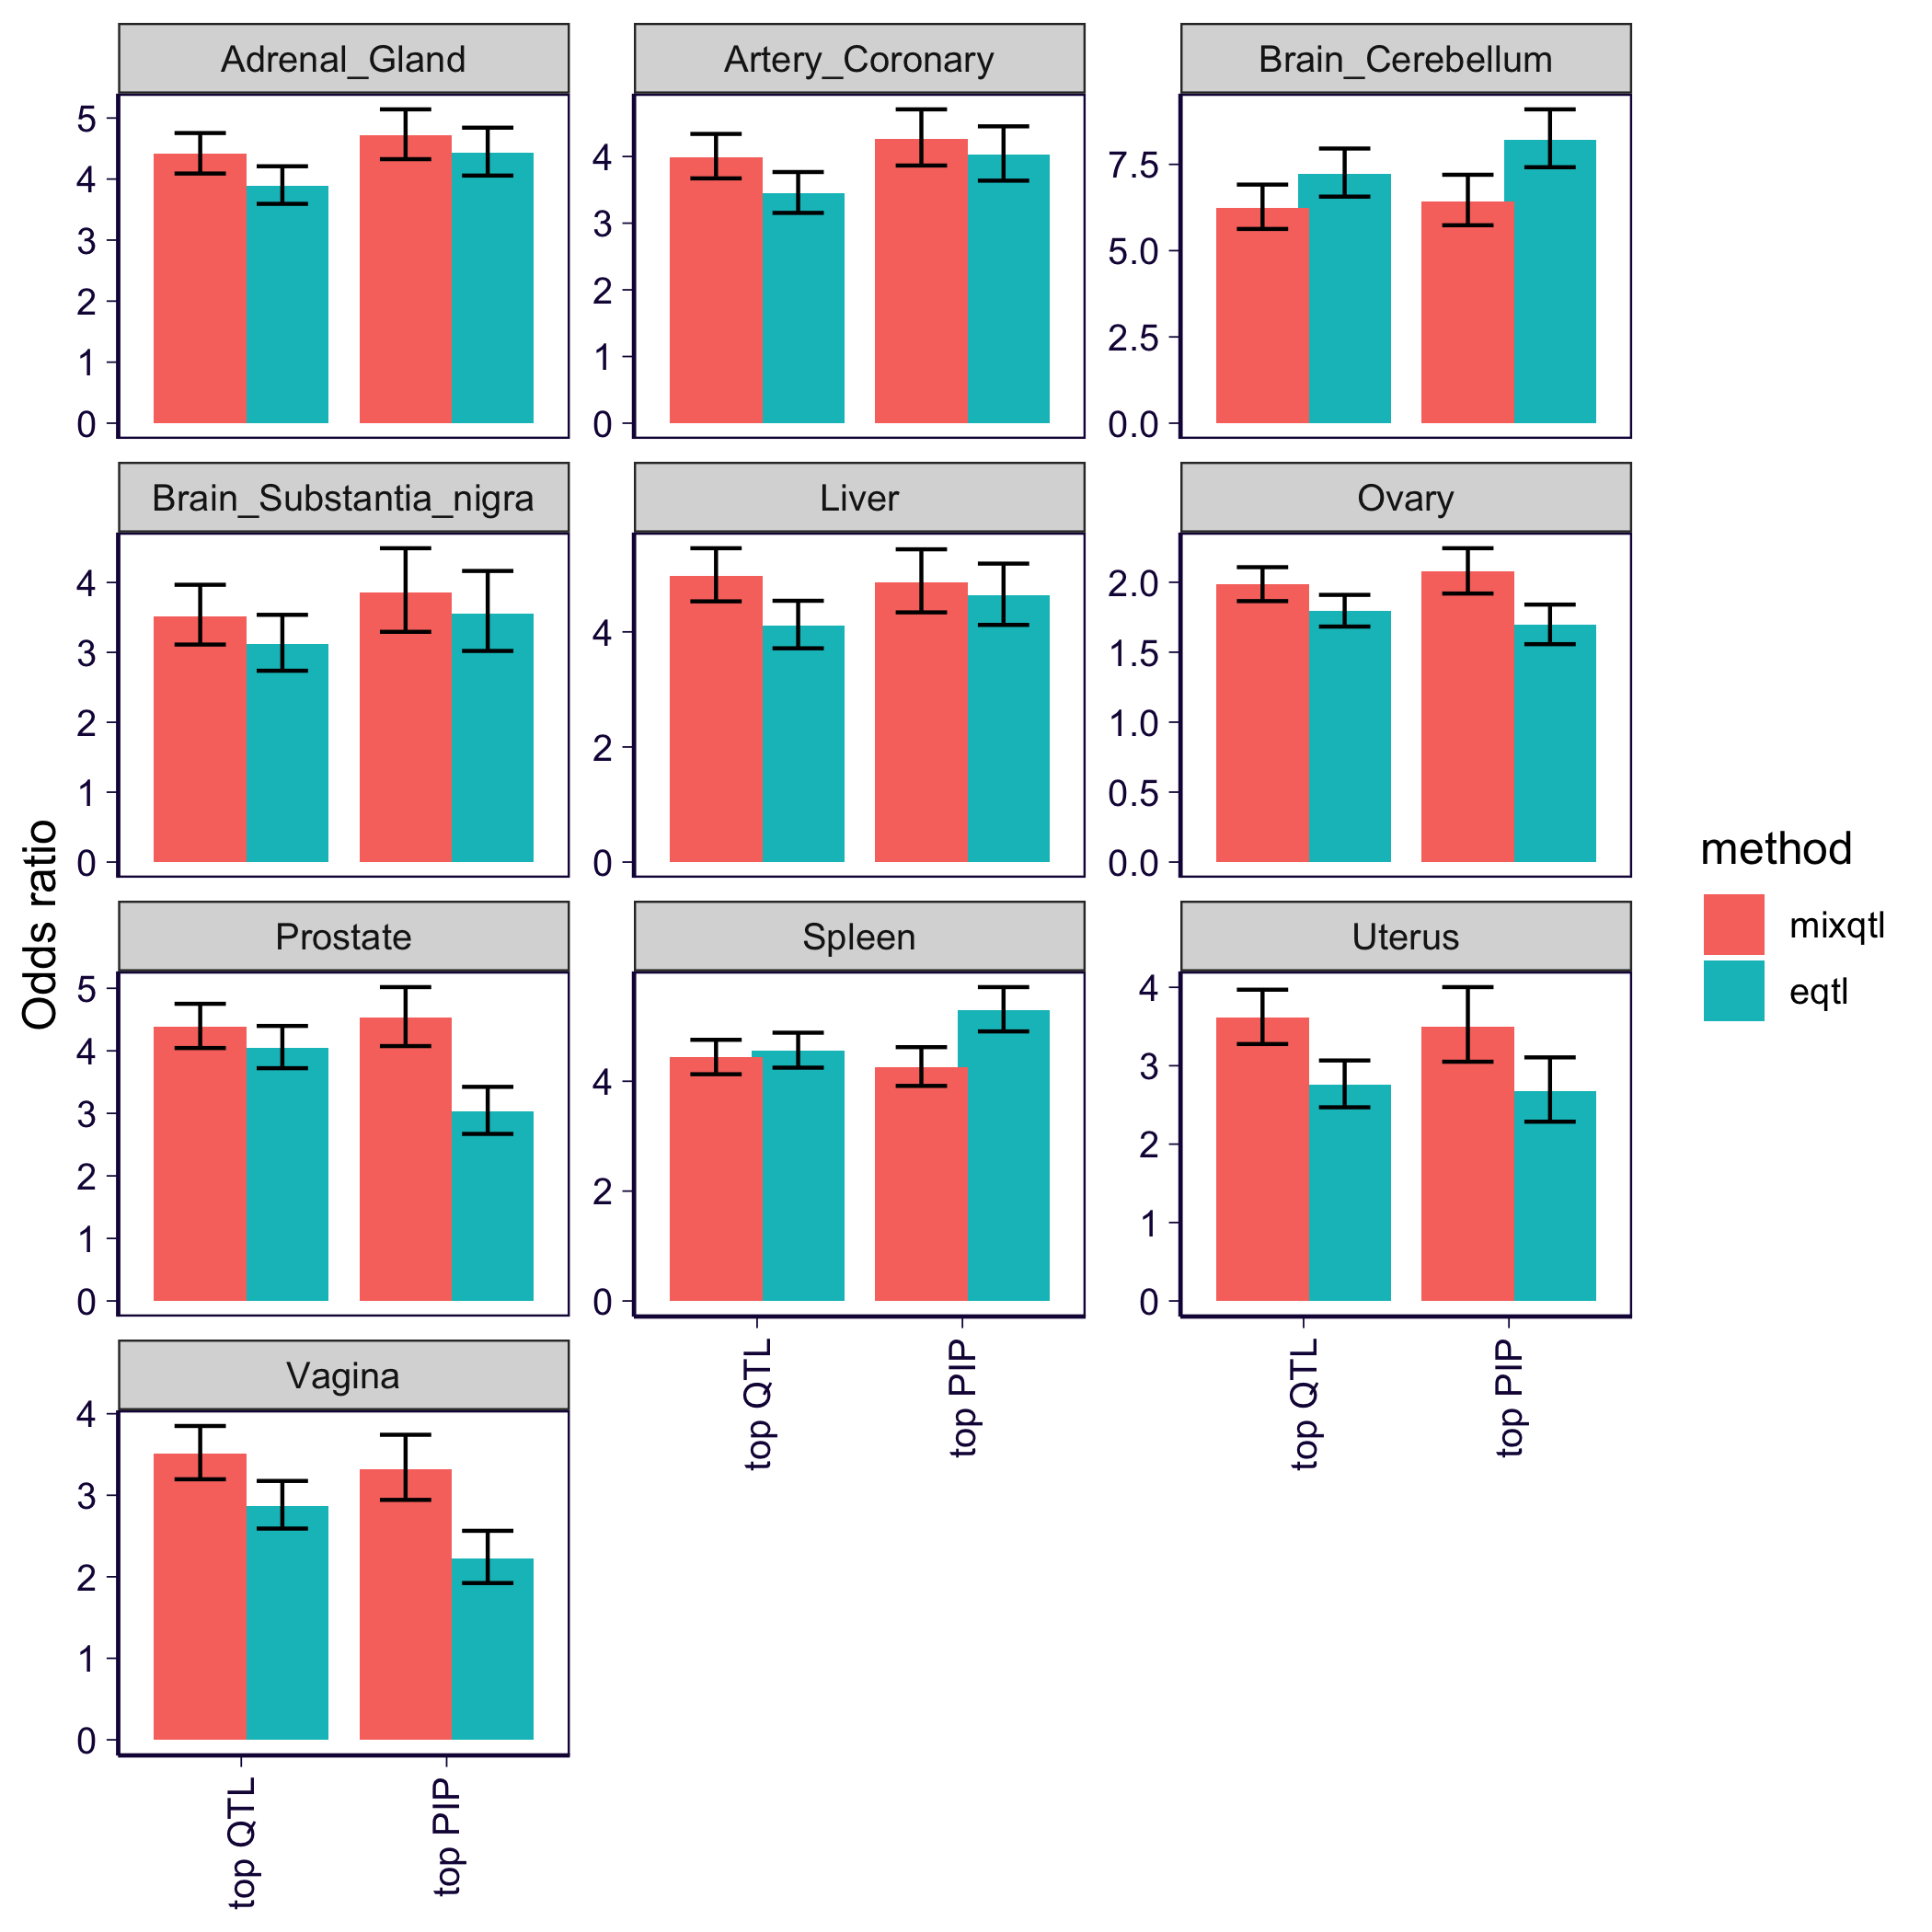 Adrenal_Gland
Artery_Coronary
Brain_Cerebellum
5
4
3
2
1
0
4
3
2
1
0
7.5
5.0
2.5
0.0
Brain_Substantia_nigra
Liver
Ovary
4
3
2
1
0
4
2
0
2.0
1.5
1.0
0.5
0.0
Odds ratio
method
mixqtl
eqtl
Prostate
Spleen
Uterus
5
4
3
2
1
0
4
2
0
4
3
2
1
0
top QTL
top PIP
top QTL
top PIP
Vagina
4
3
2
1
0
top QTL
top PIP